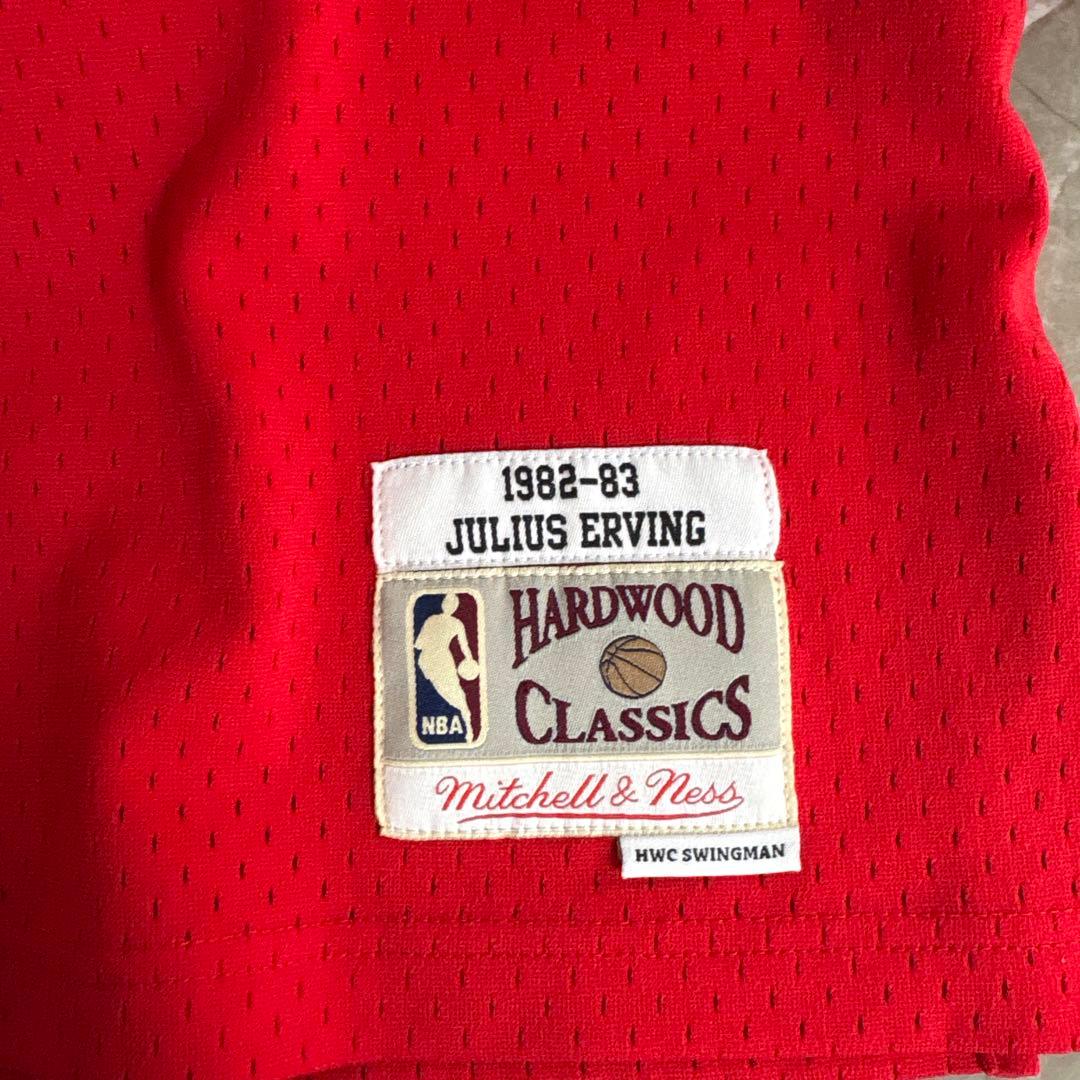 1982-83
JULIUS ERVING
HARDWOOD
CLASSICS
NBA
Mitchell & Ness
HWC SWINGMAN